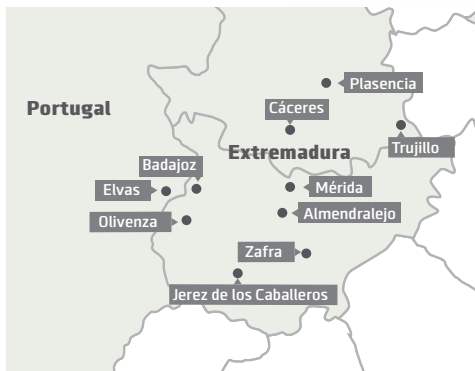 Plasencia
Portugal
Cáceres
Trujillo
Extremadura
Badajoz
Elvas
Mérida
Olivenza
Almendralejo
Zafra
Jerez de los Caballeros